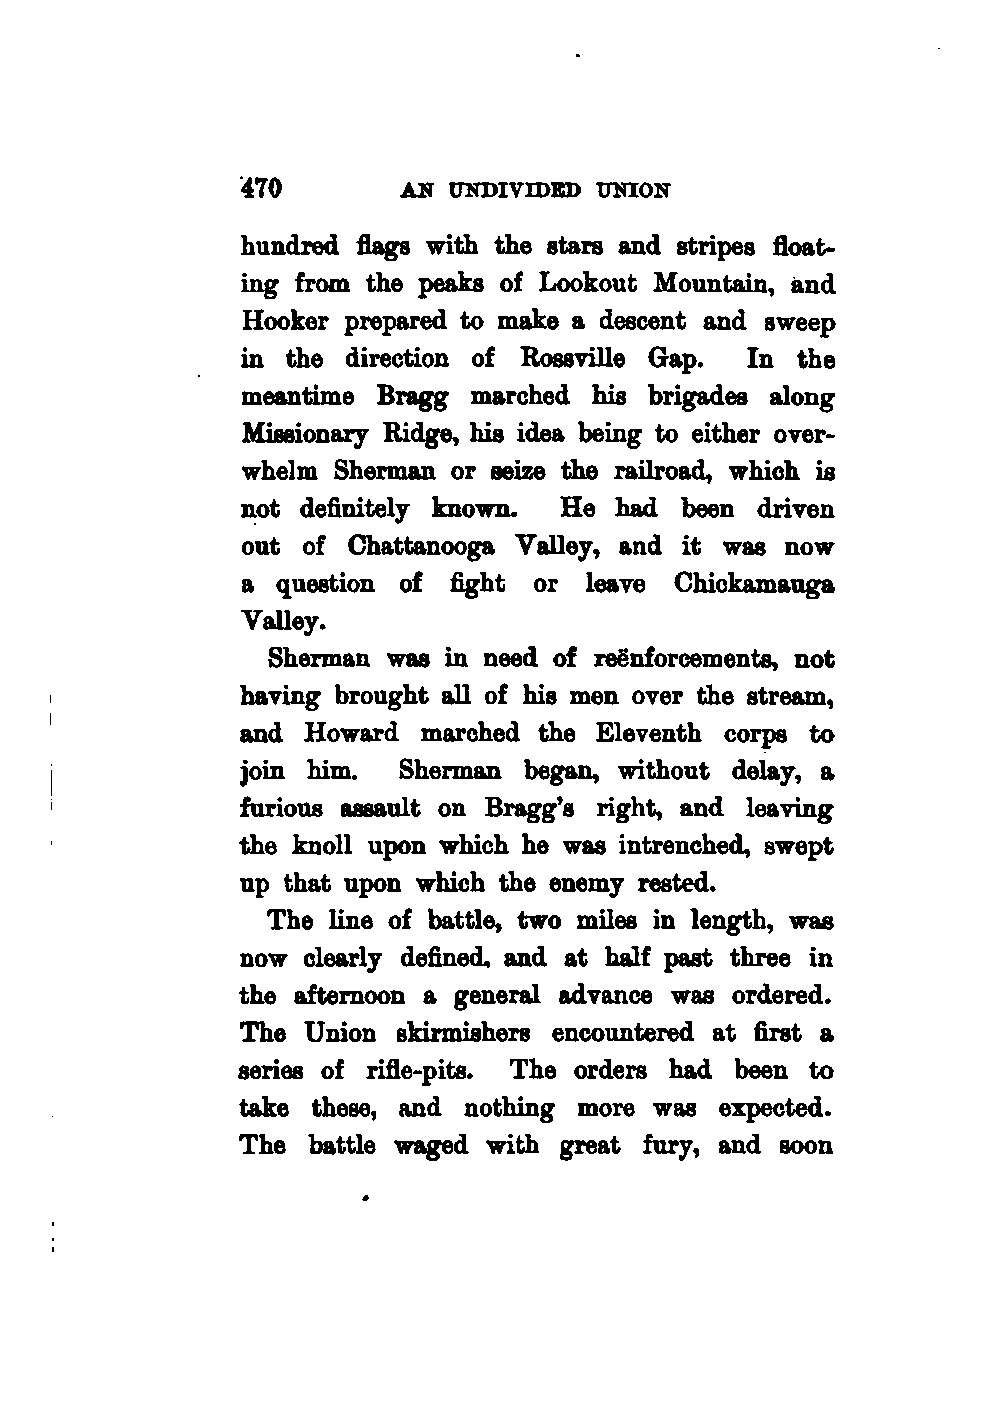 470 AN UNDIVIDED UNION
hundred flags with the stars and stripes float-
ing from the peaks of Lookout Mountain, and
Hooker prepared to make a descent and sweep
in the direction of Rossville Gap. In the
meantime Bragg marched his brigades along
Missionary Ridge, his idea being to either over-
whelm Sherman or seize the railroad, which is
not definitely known. He had been driven
out of Chattanooga Valley, and it was now
a question of fight or leave Chickamauga
Valley.
Sherman was in need of reënforcements, not
having brought all of his men over the stream,
and Howard marched the Eleventh corps to
join him. Sherman began, without delay, a
furious assault on Bragg's right, and leaving
the knoll upon which he was intrenched, swept
up that upon which the enemy rested.
The line of battle, two miles in length, was
now clearly defined, and at half past three in
the afternoon a general advance was ordered.
The Union skirmishers encountered at first a
series of rifle-pits. The orders had been to
take these, and nothing more was expected.
The battle waged with great fury, and soon